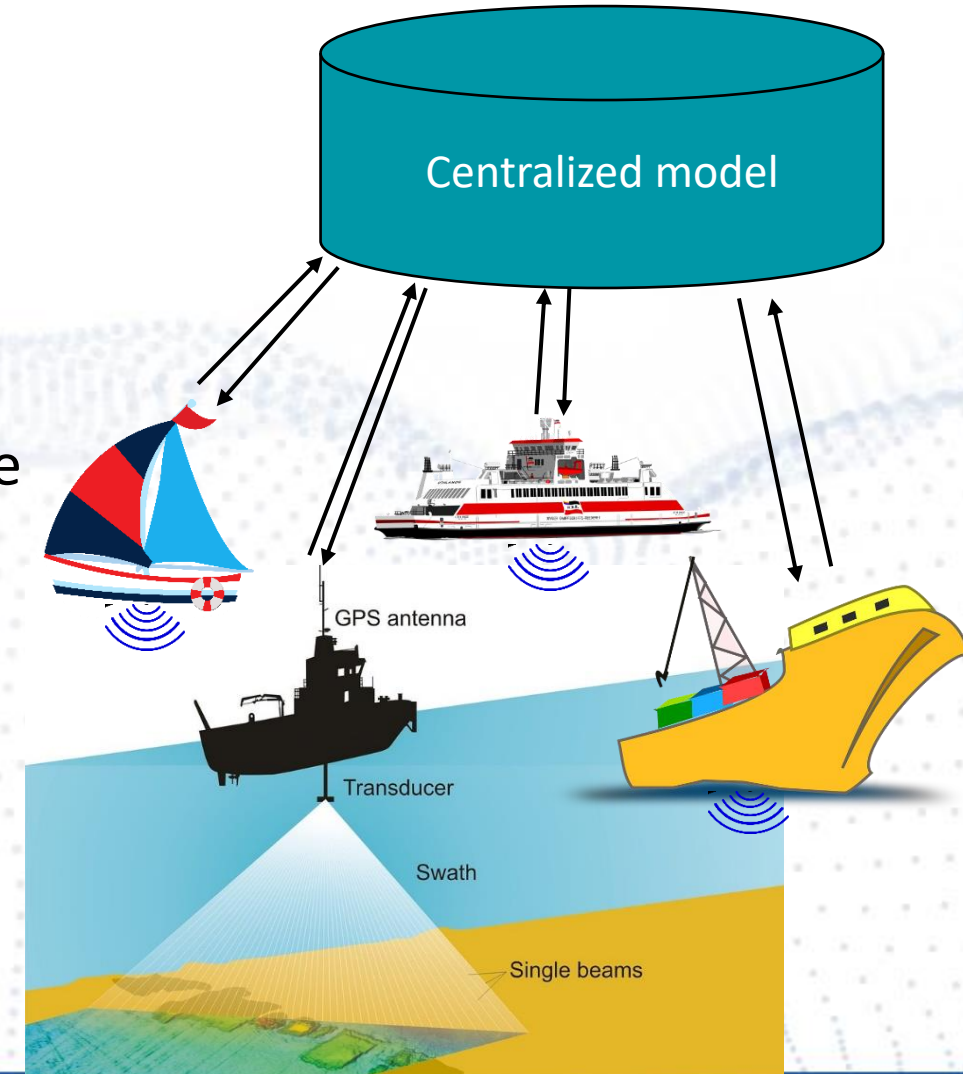 Centralized model
e
GPS antenna
Transducer
Swath
Single beams